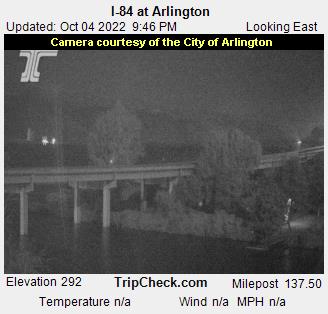 I-84 at Arlington
Updated: Oct 04 2022 9:46 PM Looking East
Camera courtesy of the City of Arlington
Elevation 292 TripCheck.com Milepost 137.50
Temperature n/a Wind n/a MPH n/a